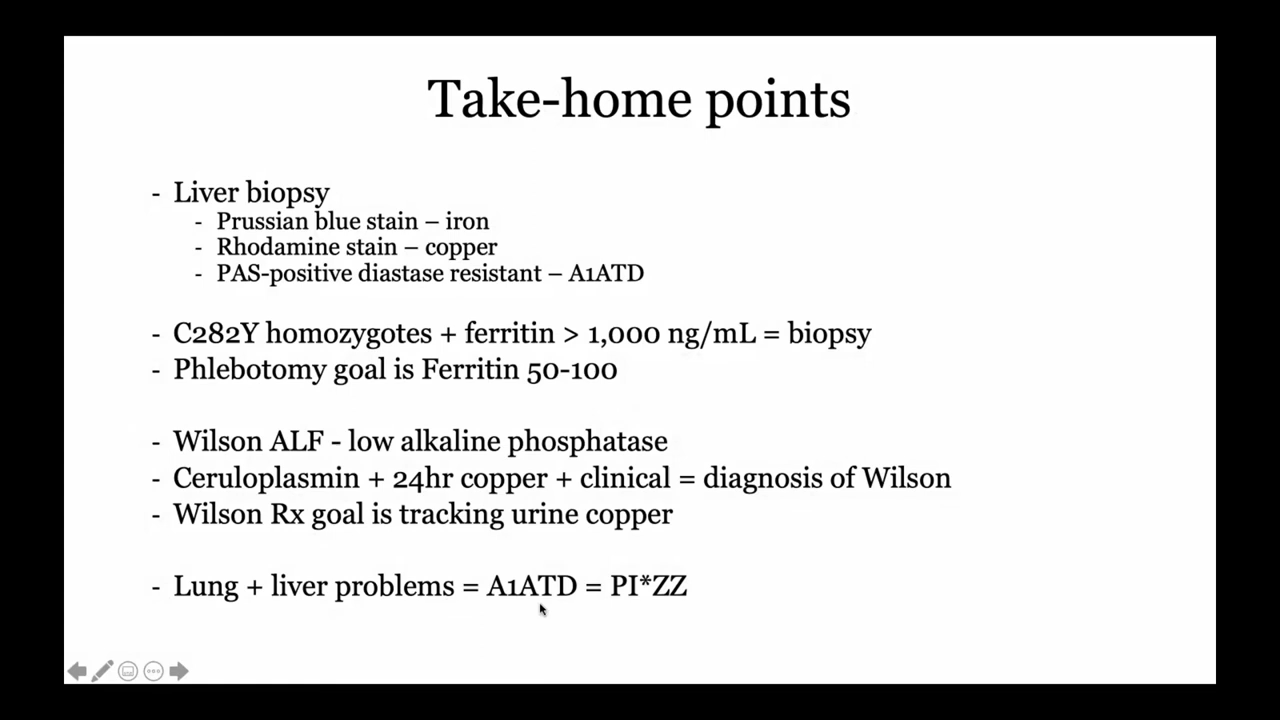 Take-home points
- Liver biopsy
- Prussian blue stain – iron
- Rhodamine stain – copper
- PAS-positive diastase resistant – A1ATD
- C282Y homozygotes + ferritin > 1,000 ng/mL = biopsy
- Phlebotomy goal is Ferritin 50-100
- Wilson ALF - low alkaline phosphatase
- Ceruloplasmin + 24hr copper + clinical = diagnosis of Wilson
- Wilson Rx goal is tracking urine copper
- Lung + liver problems = A1ATD = PI*ZZ